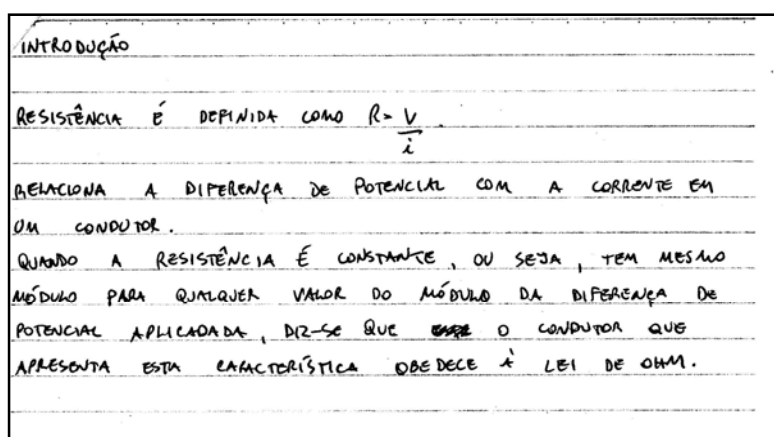 INTRODUÇÃO
RESISTÊNCIA É DEFINIDA COMO R = V
i
RELACIONA A DIFERENÇA DE POTENCIAL COM A CORRENTE EM
UM CONDUTOR.
QUANDO A RESISTÊNCIA É CONSTANTE, OU SEJA, TEM MESMO
MÓDULO PARA QUALQUER VALOR DO MÓDULO DA DIFERENÇA DE
POTENCIAL APLICADADA, DIZ-SE QUE O CONDUTOR QUE
APRESENTA ESTA CARACTERÍSTICA OBEDECE À LEI DE OHM.